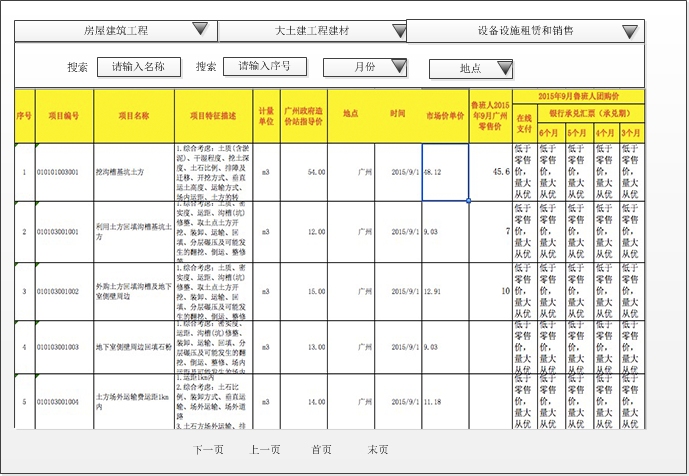 房屋建筑工程 大土建工程建材 设备设施租赁和销售
搜索 请输入名称 搜索 请输入序号 月份 地点
序号 项目编号 项目名称 项目特征描述 计量单位 广州政府造价站指导价 地点 时间 市场价单价 鲁班人2015年9月广州零售价 2015年9月鲁班人团购价
在线支付 银行承兑汇票（承兑期）
6个月 5个月 4个月 3个月
1 010101003001 挖沟槽基坑土方
1.综合考虑: 土质(含淤
泥)、干湿程度、挖土深
度、土石比例、排障及
迁移、开挖方式、垂直
运土高度、运输方式、
场内运距、土方的转
m3 54.00 广州 2015/9/1 48.12 45.6
低于零售价，量大从优 低于零售价，量大从优 低于零售价，量大从优 低于零售价，量大从优 低于零售价，量大从优
2 010103001001 利用土方回填沟槽基坑土方
1.综合考虑: 土质、密
实度、运距、沟槽(坑)
修整、取土点土方开
挖、装卸、运输、回
填、分层碾压及可能发
生的翻挖、倒运、整修
m3 12.00 广州 2015/9/1 9.03 7
低于零售价，量大从优 低于零售价，量大从优 低于零售价，量大从优 低于零售价，量大从优 低于零售价，量大从优
3 010103001002 外购土方回填沟槽及地下室侧壁周边
1.综合考虑: 土质、密
实度、运距、沟槽(坑)
修整、取土点土方开
挖、装卸、运输、回
填、分层碾压及可能发
生的翻挖、倒运、整修
m3 15.00 广州 2015/9/1 12.91 10
低于零售价，量大从优 低于零售价，量大从优 低于零售价，量大从优 低于零售价，量大从优 低于零售价，量大从优
4 010103001003 地下室侧壁周边回填石粉
1.综合考虑: 密实度、
运距、沟槽(坑)修整、
装卸、运输、回填、分
层碾压及可能发生的翻
挖、倒运、整修、场内
m3 13.00 广州 2015/9/1 9.03
低于零售价，量大从优 低于零售价，量大从优 低于零售价，量大从优 低于零售价，量大从优 低于零售价，量大从优
5 010103001004 土方场外运输费运距1km内
1.运距1km内
2.综合考虑: 土石比
例、装卸方式、垂直运
输、场外运输、场外道
路
3.土石方场外运输、排
m3 14.00 广州 2015/9/1 11.18
低于零售价，量大从优 低于零售价，量大从优 低于零售价，量大从优 低于零售价，量大从优 低于零售价，量大从优
下一页 上一页 首页 末页